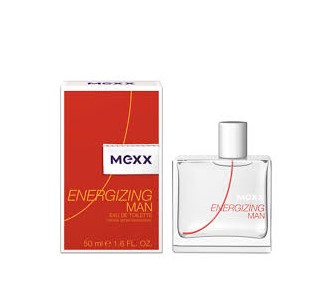 MEXX
ENERGIZING
MAN
EAU DE TOILETTE
50 ml e 1.6 FL. OZ.
MEXX
ENERGIZING
MAN